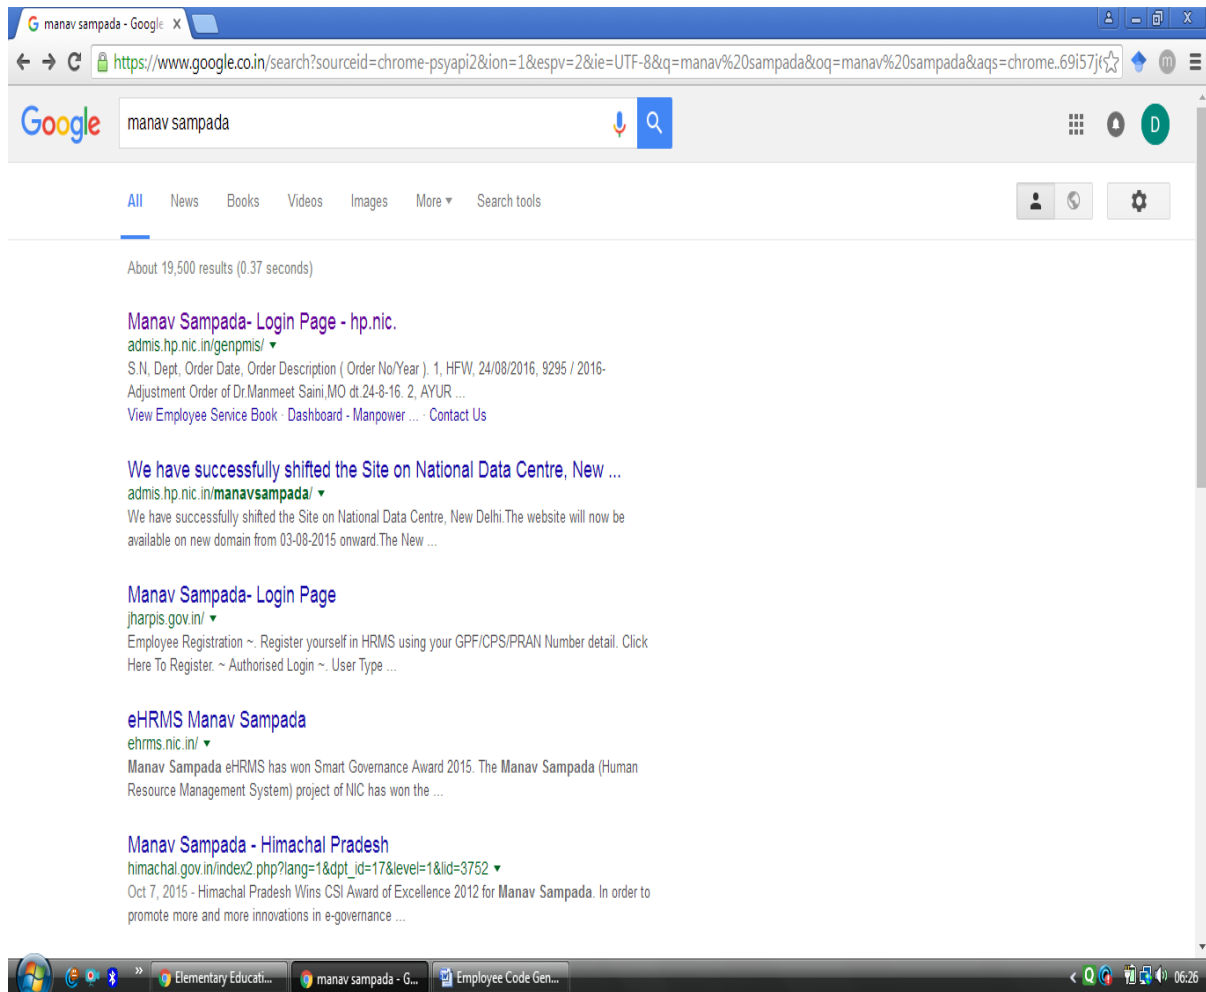 manav sampada - Google
https://www.google.co.in/search?sourceid=chrome-psyapi2&ion=1&espv=2&ie=UTF-8&q=manav%20sampada&oq=manav%20sampada&aqs=chrome..69i57j
Google
manav sampada
D
All News Books Videos Images More Search tools
About 19,500 results (0.37 seconds)
Manav Sampada- Login Page - hp.nic.
admis.hp.nic.in/genpmis/
S.N, Dept, Order Date, Order Description ( Order No/Year ). 1, HFW, 24/08/2016, 9295 / 2016-
Adjustment Order of Dr.Manmeet Saini,MO dt.24-8-16. 2, AYUR ...
View Employee Service Book · Dashboard - Manpower ... · Contact Us
We have successfully shifted the Site on National Data Centre, New ...
admis.hp.nic.in/manavsampada/
We have successfully shifted the Site on National Data Centre, New Delhi.The website will now be
available on new domain from 03-08-2015 onward.The New ...
Manav Sampada- Login Page
jharpis.gov.in/
Employee Registration ~. Register yourself in HRMS using your GPF/CPS/PRAN Number detail. Click
Here To Register. ~ Authorised Login ~. User Type ...
eHRMS Manav Sampada
ehrms.nic.in/
Manav Sampada eHRMS has won Smart Governance Award 2015. The Manav Sampada (Human
Resource Management System) project of NIC has won the ...
Manav Sampada - Himachal Pradesh
himachal.gov.in/index2.php?lang=1&dpt_id=17&level=1&lid=3752
Oct 7, 2015 - Himachal Pradesh Wins CSI Award of Excellence 2012 for Manav Sampada. In order to
promote more and more innovations in e-governance ...
Elementary Educati... manav sampada - G... Employee Code Gen... 06:26